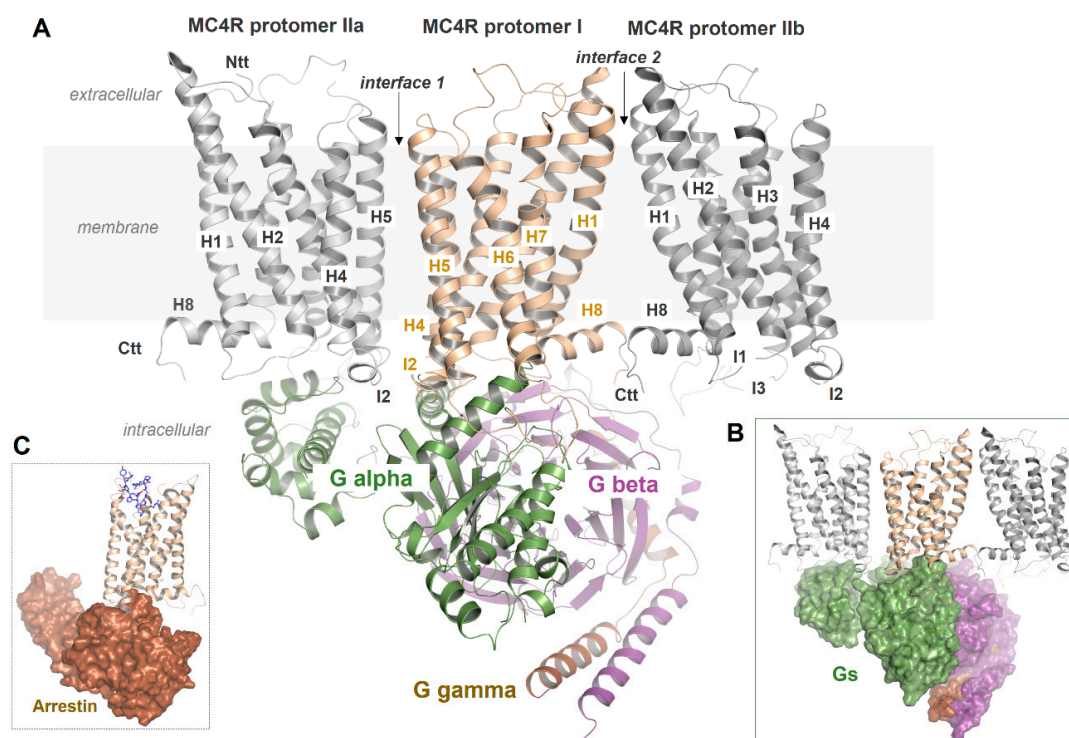 A
MC4R protomer IIa
MC4R protomer I
MC4R protomer IIb
Ntt
interface 1
interface 2
extracellular
membrane
H1
H2
H4
H5
H8
Ctt
I2
H5
H6
H7
H1
H4
H8
I2
Ctt
H1
H2
H3
H4
H8
I1
I3
I2
intracellular
G alpha
G beta
G gamma
C
Arrestin
B
Gs